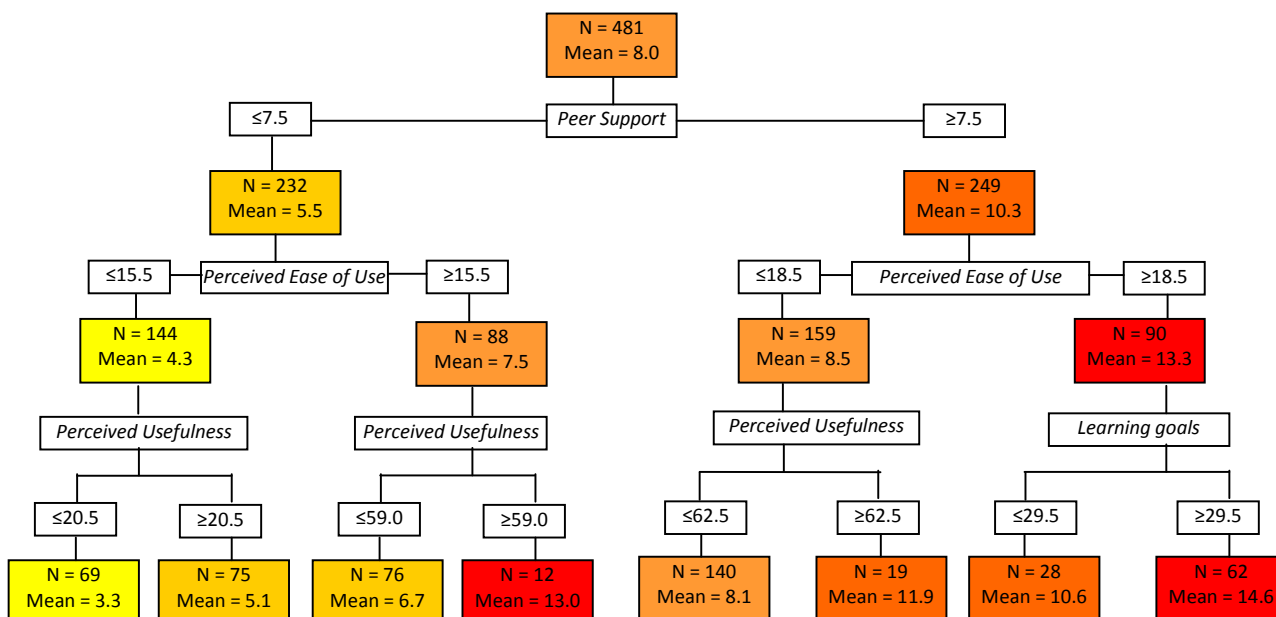 N = 481
Mean = 8.0
≤7.5
Peer Support
≥7.5
N = 232
Mean = 5.5
N = 249
Mean = 10.3
≤15.5
Perceived Ease of Use
≥15.5
≤18.5
Perceived Ease of Use
≥18.5
N = 144
Mean = 4.3
N = 88
Mean = 7.5
N = 159
Mean = 8.5
N = 90
Mean = 13.3
Perceived Usefulness
Perceived Usefulness
Perceived Usefulness
Learning goals
≤20.5
≥20.5
≤59.0
≥59.0
≤62.5
≥62.5
≤29.5
≥29.5
N = 69
Mean = 3.3
N = 75
Mean = 5.1
N = 76
Mean = 6.7
N = 12
Mean = 13.0
N = 140
Mean = 8.1
N = 19
Mean = 11.9
N = 28
Mean = 10.6
N = 62
Mean = 14.6